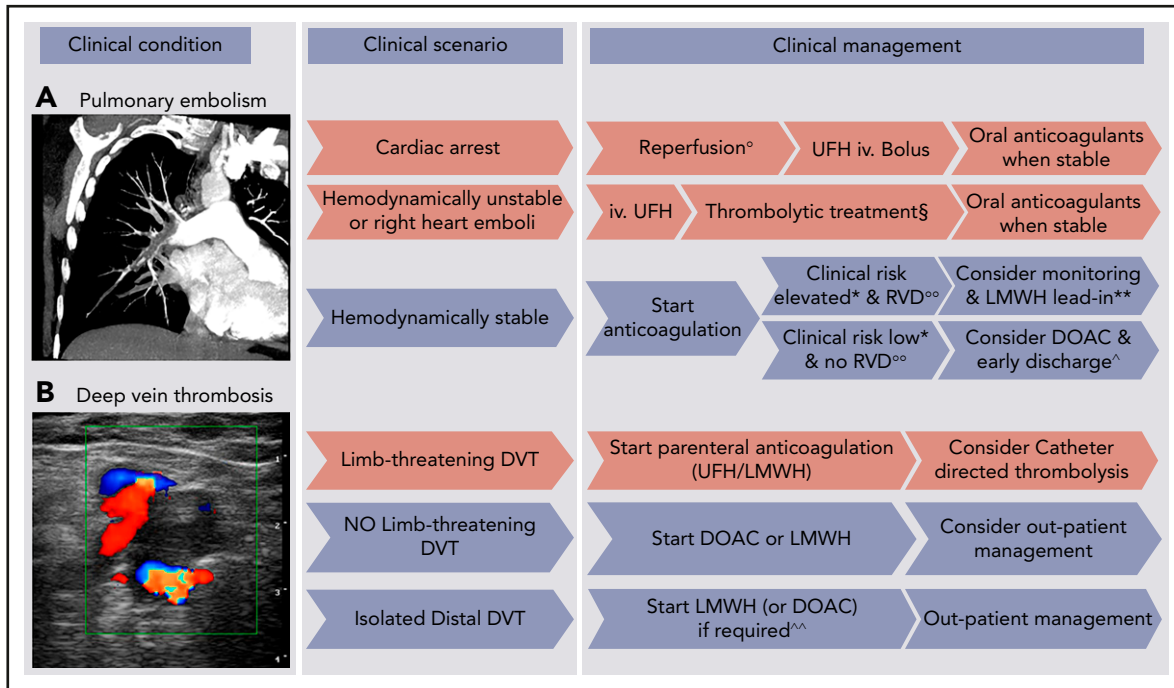 Clinical condition
Clinical scenario
Clinical management
A Pulmonary embolism
Cardiac arrest
Reperfusion°
UFH iv. Bolus
Oral anticoagulants
when stable
Hemodynamically unstable
or right heart emboli
iv. UFH
Thrombolytic treatment§
Oral anticoagulants
when stable
Hemodynamically stable
Start
anticoagulation
Clinical risk
elevated* & RVD°°
Consider monitoring
& LMWH lead-in**
Clinical risk low*
& no RVD°°
Consider DOAC &
early discharge^
B Deep vein thrombosis
1
2
3
4
Limb-threatening DVT
Start parenteral anticoagulation
(UFH/LMWH)
Consider Catheter
directed thrombolysis
NO Limb-threatening
DVT
Start DOAC or LMWH
Consider out-patient
management
Isolated Distal DVT
Start LMWH (or DOAC)
if required^^
Out-patient management